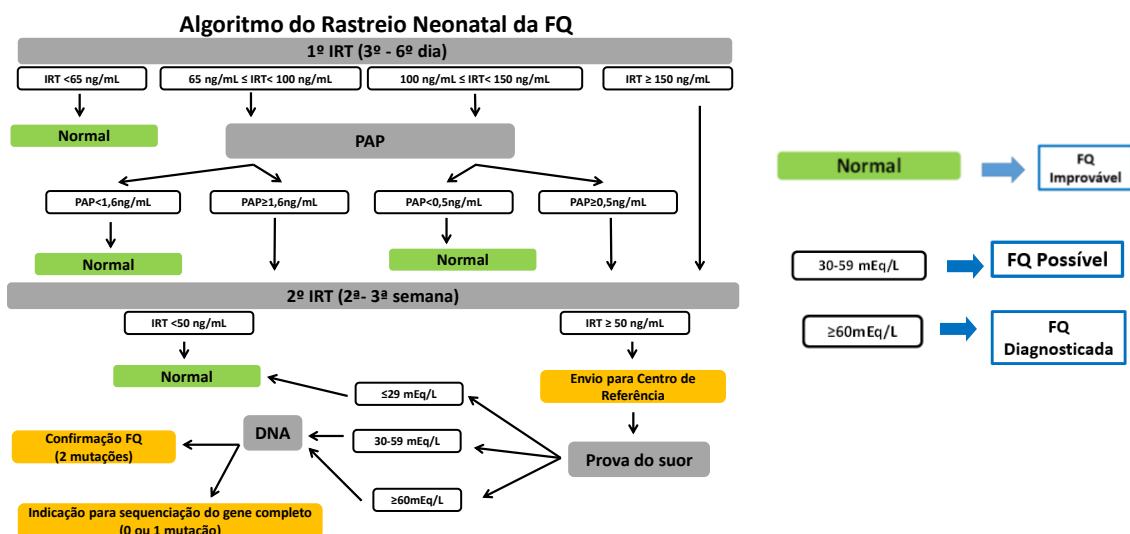 Algoritmo do Rastreio Neonatal da FQ
1º IRT (3º - 6º dia)
IRT <65 ng/mL
65 ng/mL ≤ IRT< 100 ng/mL
100 ng/mL ≤ IRT< 150 ng/mL
IRT ≥ 150 ng/mL
Normal
PAP
PAP<1,6ng/mL
PAP≥1,6ng/mL
PAP<0,5ng/mL
PAP≥0,5ng/mL
Normal
Normal
2º IRT (2ª- 3ª semana)
IRT <50 ng/mL
IRT ≥ 50 ng/mL
Normal
Envio para Centro de
Referência
≤29 mEq/L
DNA
30-59 mEq/L
Prova do suor
Confirmação FQ
(2 mutações)
≥60mEq/L
Indicação para sequenciação do gene completo
(0 ou 1 mutação)
Normal
FQ
Improvável
30-59 mEq/L
FQ Possível
≥60mEq/L
FQ
Diagnosticada